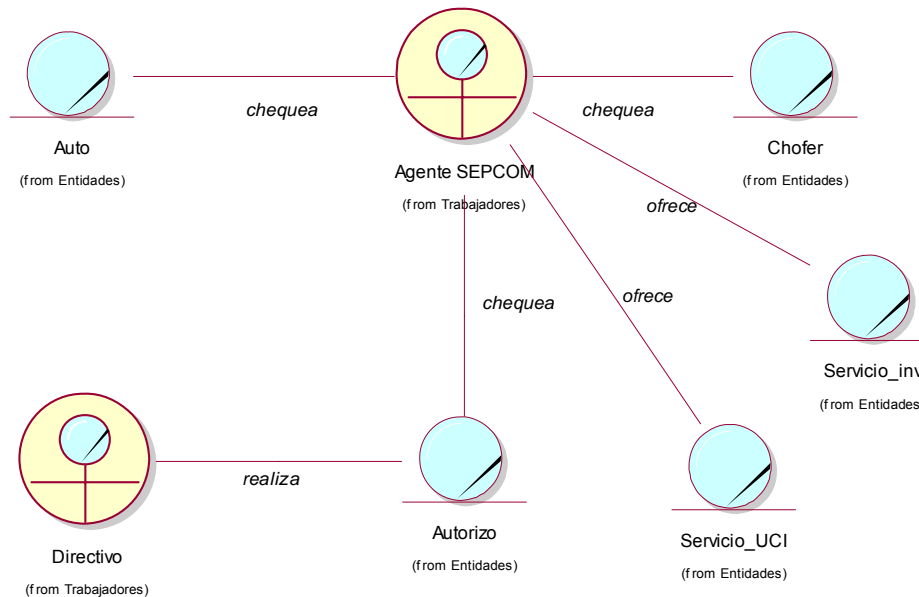 chequea
chequea
Auto
(from Entidades)
Agente SEPCOM
(from Trabajadores)
Chofer
(from Entidades)
ofrece
chequea
ofrece
Servicio_inv
(from Entidades
realiza
Directivo
(from Trabajadores)
Autorizo
(from Entidades)
Servicio_UCI
(from Entidades)